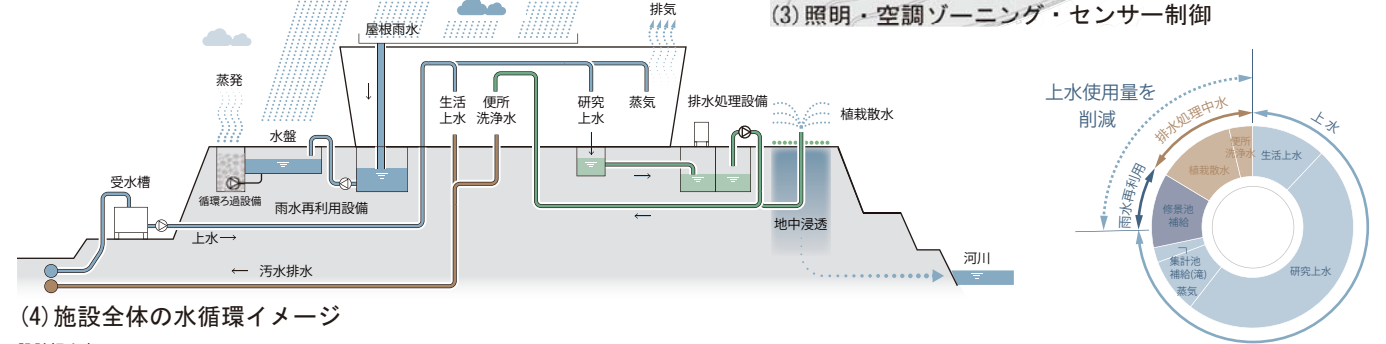 (3)照明・空調ゾーニング・センサー制御
排気
屋根雨水
蒸発
生活
上水
便所
洗浄水
研究
上水
蒸気
排水処理設備
植栽散水
水盤
受水槽
循環ろ過設備
雨水再利用設備
上水→
←
汚水排水
地中浸透
河川
(4)施設全体の水循環イメージ
上水使用量を
削減
排水処理中水
上水
雨水再利用
便所
洗浄水
生活上水
植栽散水
修景池
補給
集計池
補給(滝)
蒸気
研究上水